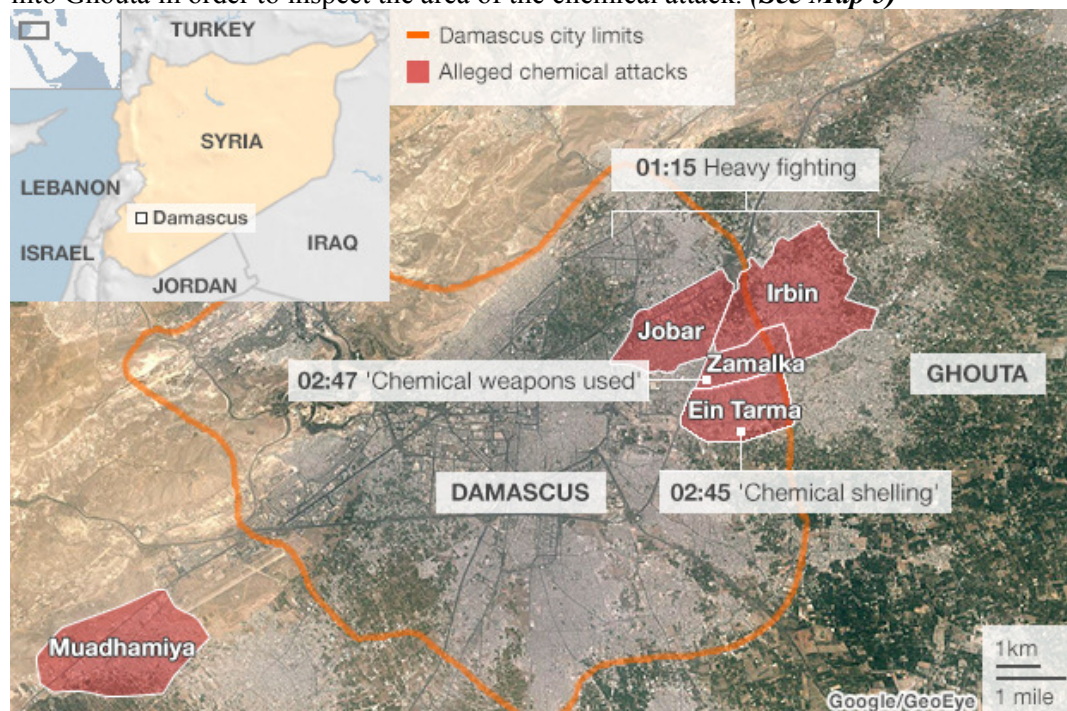 into Ghouta in order to inspect the area of the chemical attack. (See Map 3)
TURKEY
SYRIA
LEBANON
Damascus
ISRAEL
IRAQ
JORDAN
Damascus city limits
Alleged chemical attacks
01:15 Heavy fighting
Irbin
Jobar
Zamalka
GHOUTA
02:47 'Chemical weapons used'
Ein Tarma
DAMASCUS
02:45 'Chemical shelling'
Muadhamiya
1km
1 mile
Google/GeoEye